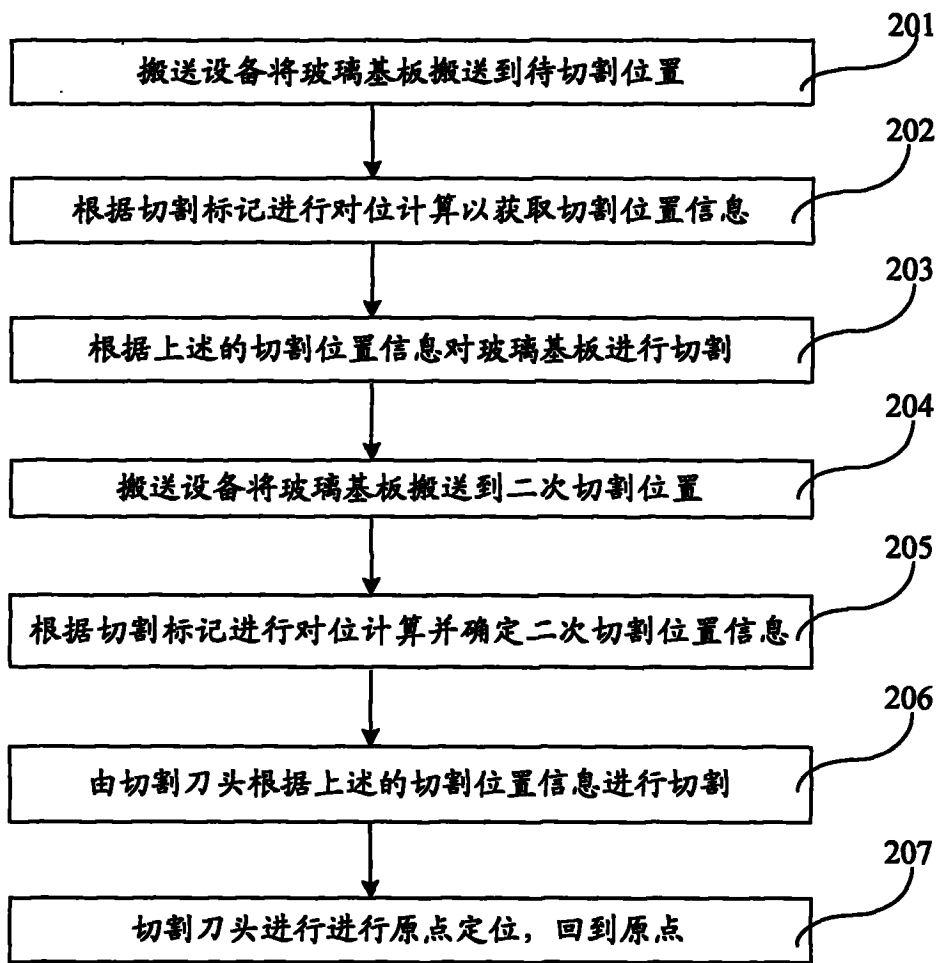 201
搬送设备将玻璃基板搬送到待切割位置
202
根据切割标记进行对位计算以获取切割位置信息
203
根据上述的切割位置信息对玻璃基板进行切割
204
搬送设备将玻璃基板搬送到二次切割位置
205
根据切割标记进行对位计算并确定二次切割位置信息
206
由切割刀头根据上述的切割位置信息进行切割
207
切割刀头进行进行原点定位，回到原点